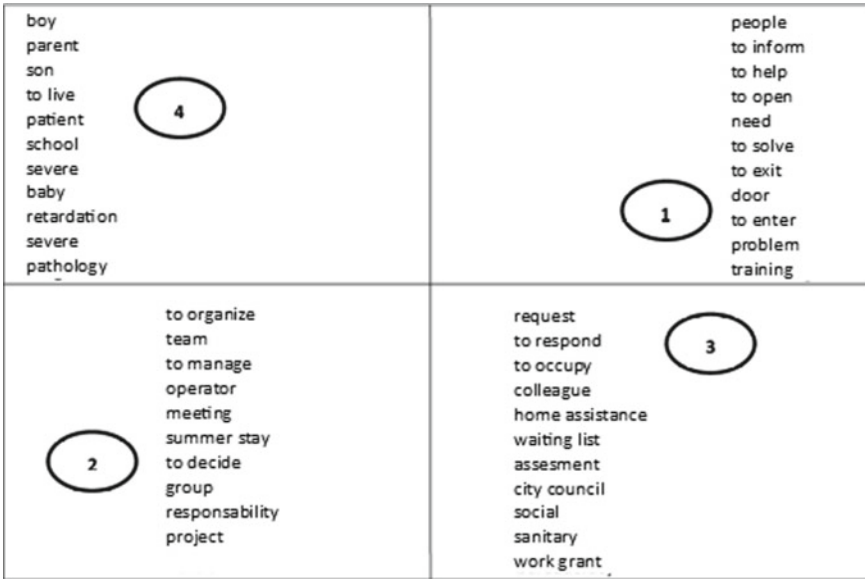 boy
parent
son
to live
patient
school
severe
baby
retardation
severe
pathology
4
people
to inform
to help
to open
need
to solve
to exit
door
to enter
problem
training
1
to organize
team
to manage
operator
meeting
summer stay
to decide
group
responsability
project
2
request
to respond
to occupy
colleague
home assistance
waiting list
assesment
city council
social
sanitary
work grant
3